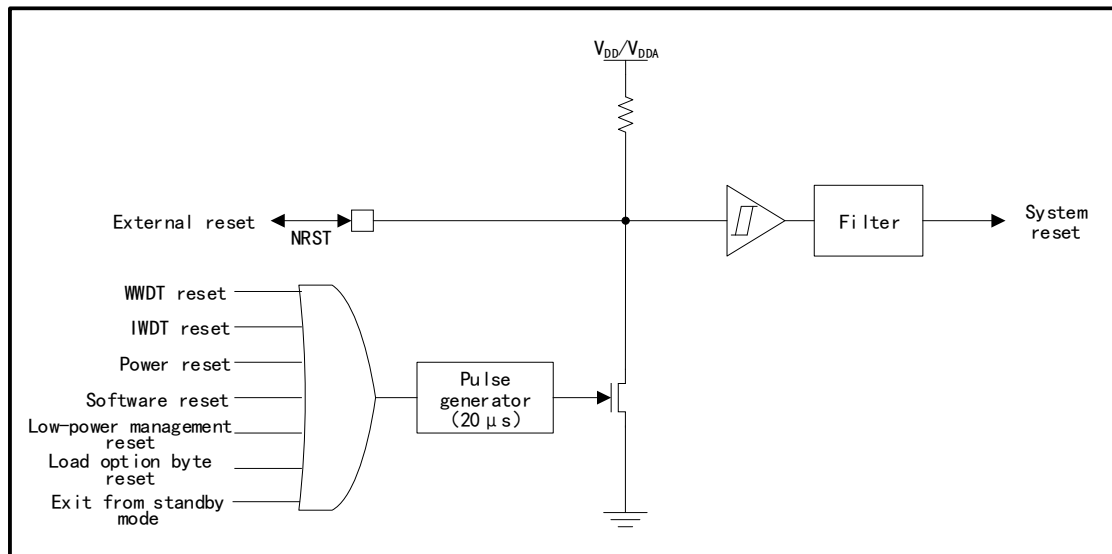 VDD/VDDA
External reset
NRST
Filter
System
reset
WWDT reset
IWDT reset
Power reset
Software reset
Low-power management
reset
Load option byte
reset
Exit from standby
mode
Pulse
generator
(20μs)